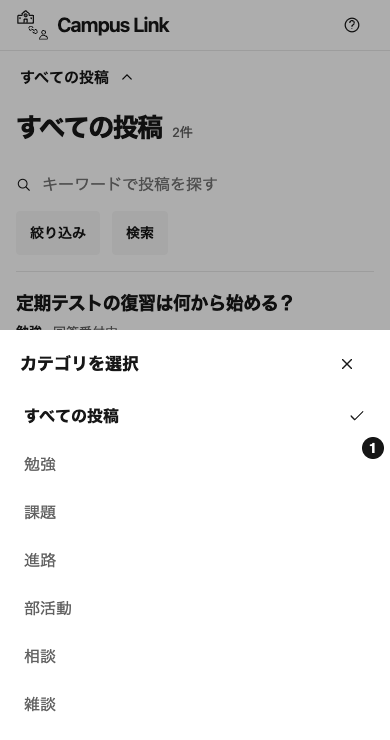 Campus Link
すべての投稿
すべての投稿 2件
キーワードで投稿を探す
絞り込み 検索
定期テストの復習は何から始める？
カテゴリを選択
すべての投稿
1
勉強
課題
進路
部活動
相談
雑談